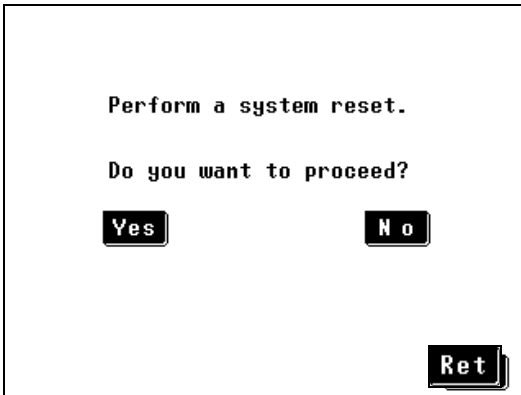 Perform a system reset.
Do you want to proceed?
Yes No
Ret